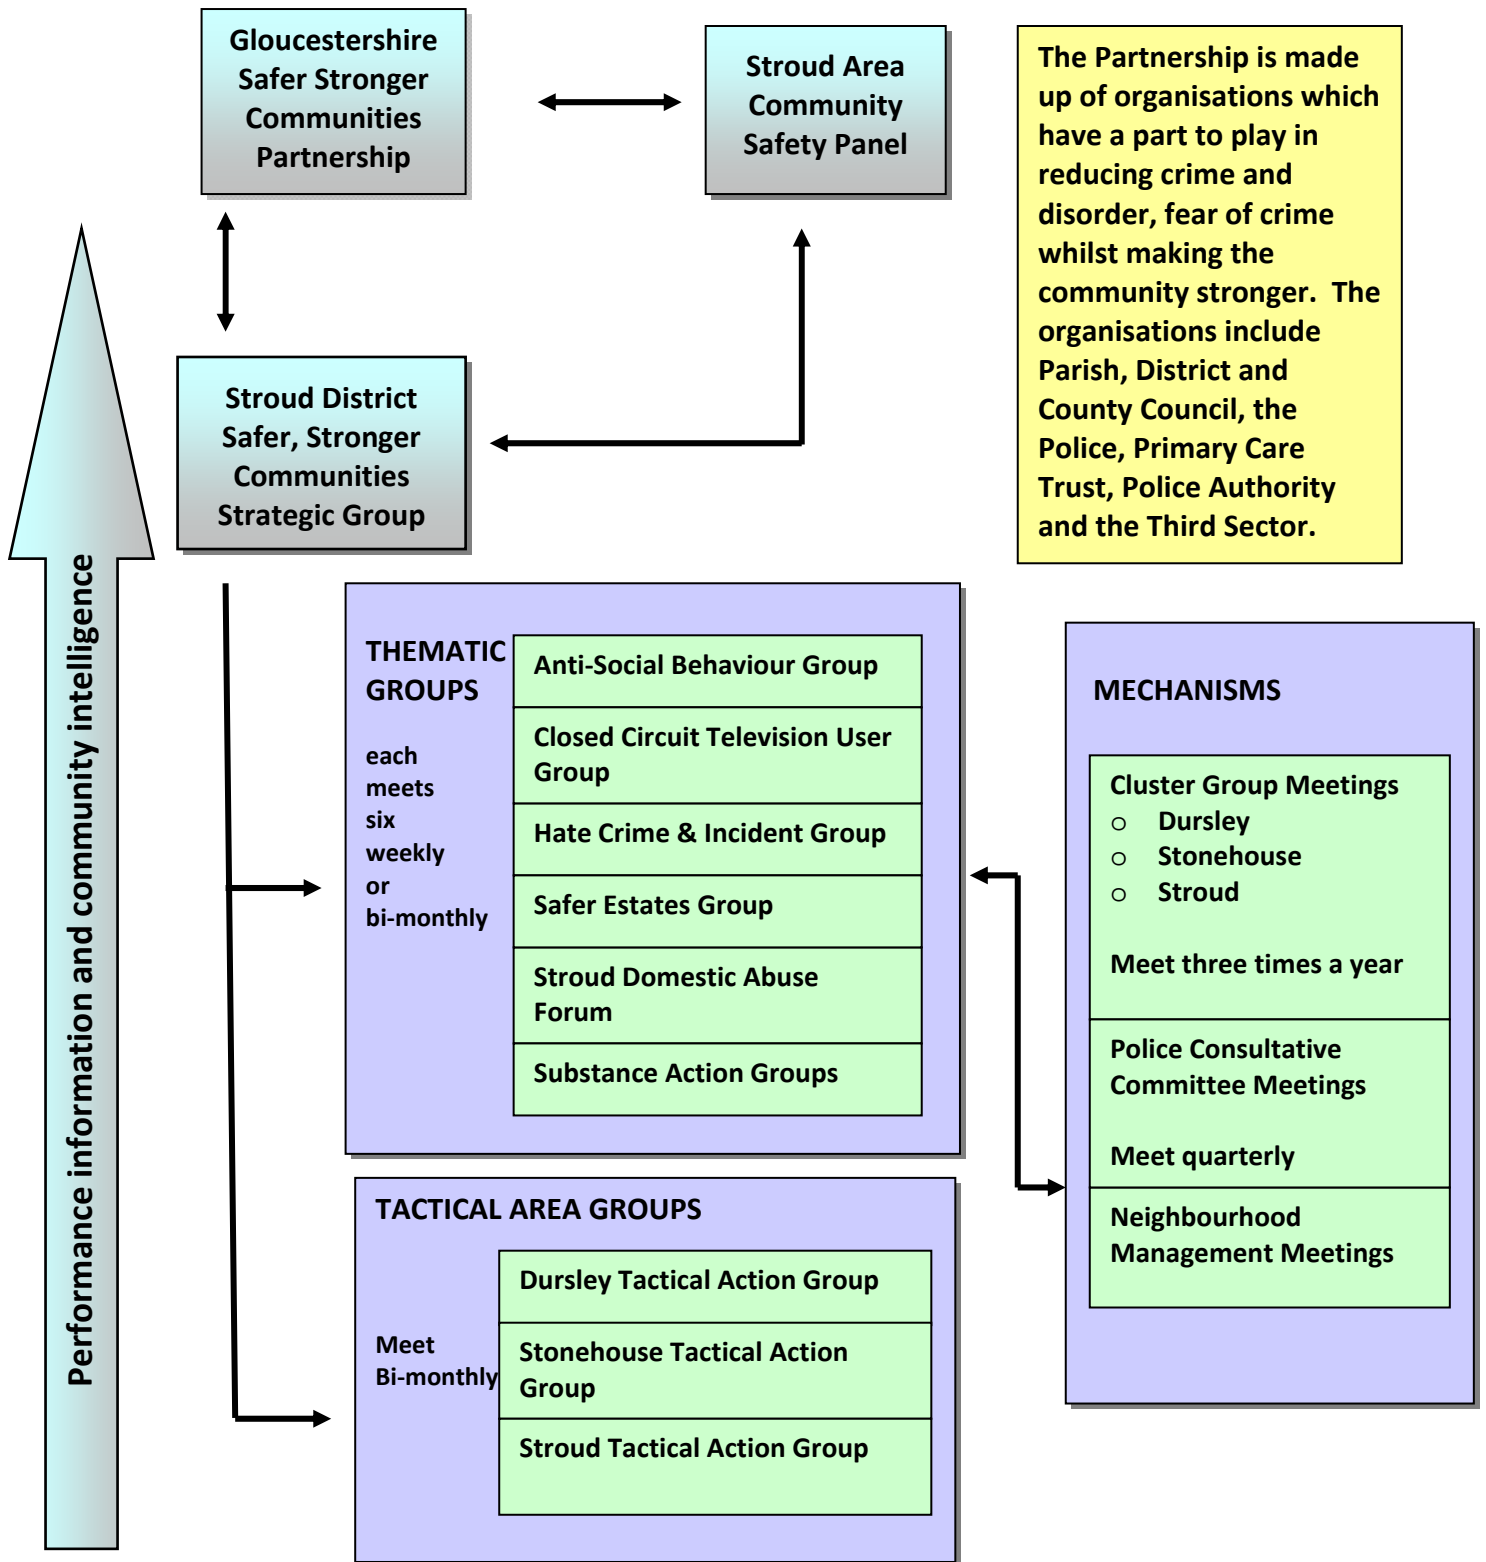 Gloucestershire
Safer Stronger
Communities
Partnership
Stroud Area
Community
Safety Panel
The Partnership is made
up of organisations which
have a part to play in
reducing crime and
disorder, fear of crime
whilst making the
community stronger.  The
organisations include
Parish, District and
County Council, the
Police, Primary Care
Trust, Police Authority
and the Third Sector.
Stroud District
Safer, Stronger
Communities
Strategic Group
Performance information and community intelligence
THEMATIC
GROUPS
each
meets
six
weekly
or
bi-monthly
Anti-Social Behaviour Group
Closed Circuit Television User
Group
Hate Crime & Incident Group
Safer Estates Group
Stroud Domestic Abuse
Forum
Substance Action Groups
MECHANISMS
Cluster Group Meetings
o Dursley
o Stonehouse
o Stroud
Meet three times a year
Police Consultative
Committee Meetings
Meet quarterly
Neighbourhood
Management Meetings
TACTICAL AREA GROUPS
Meet
Bi-monthly
Dursley Tactical Action Group
Stonehouse Tactical Action
Group
Stroud Tactical Action Group